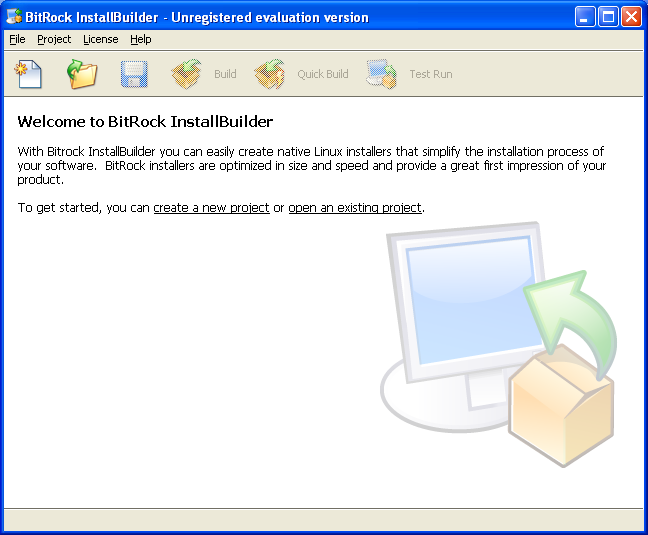 BitRock InstallBuilder - Unregistered evaluation version
File Project License Help
Build Quick Build Test Run
Welcome to BitRock InstallBuilder
With Bitrock InstallBuilder you can easily create native Linux installers that simplify the installation process of
your software. BitRock installers are optimized in size and speed and provide a great first impression of your
product.
To get started, you can create a new project or open an existing project.